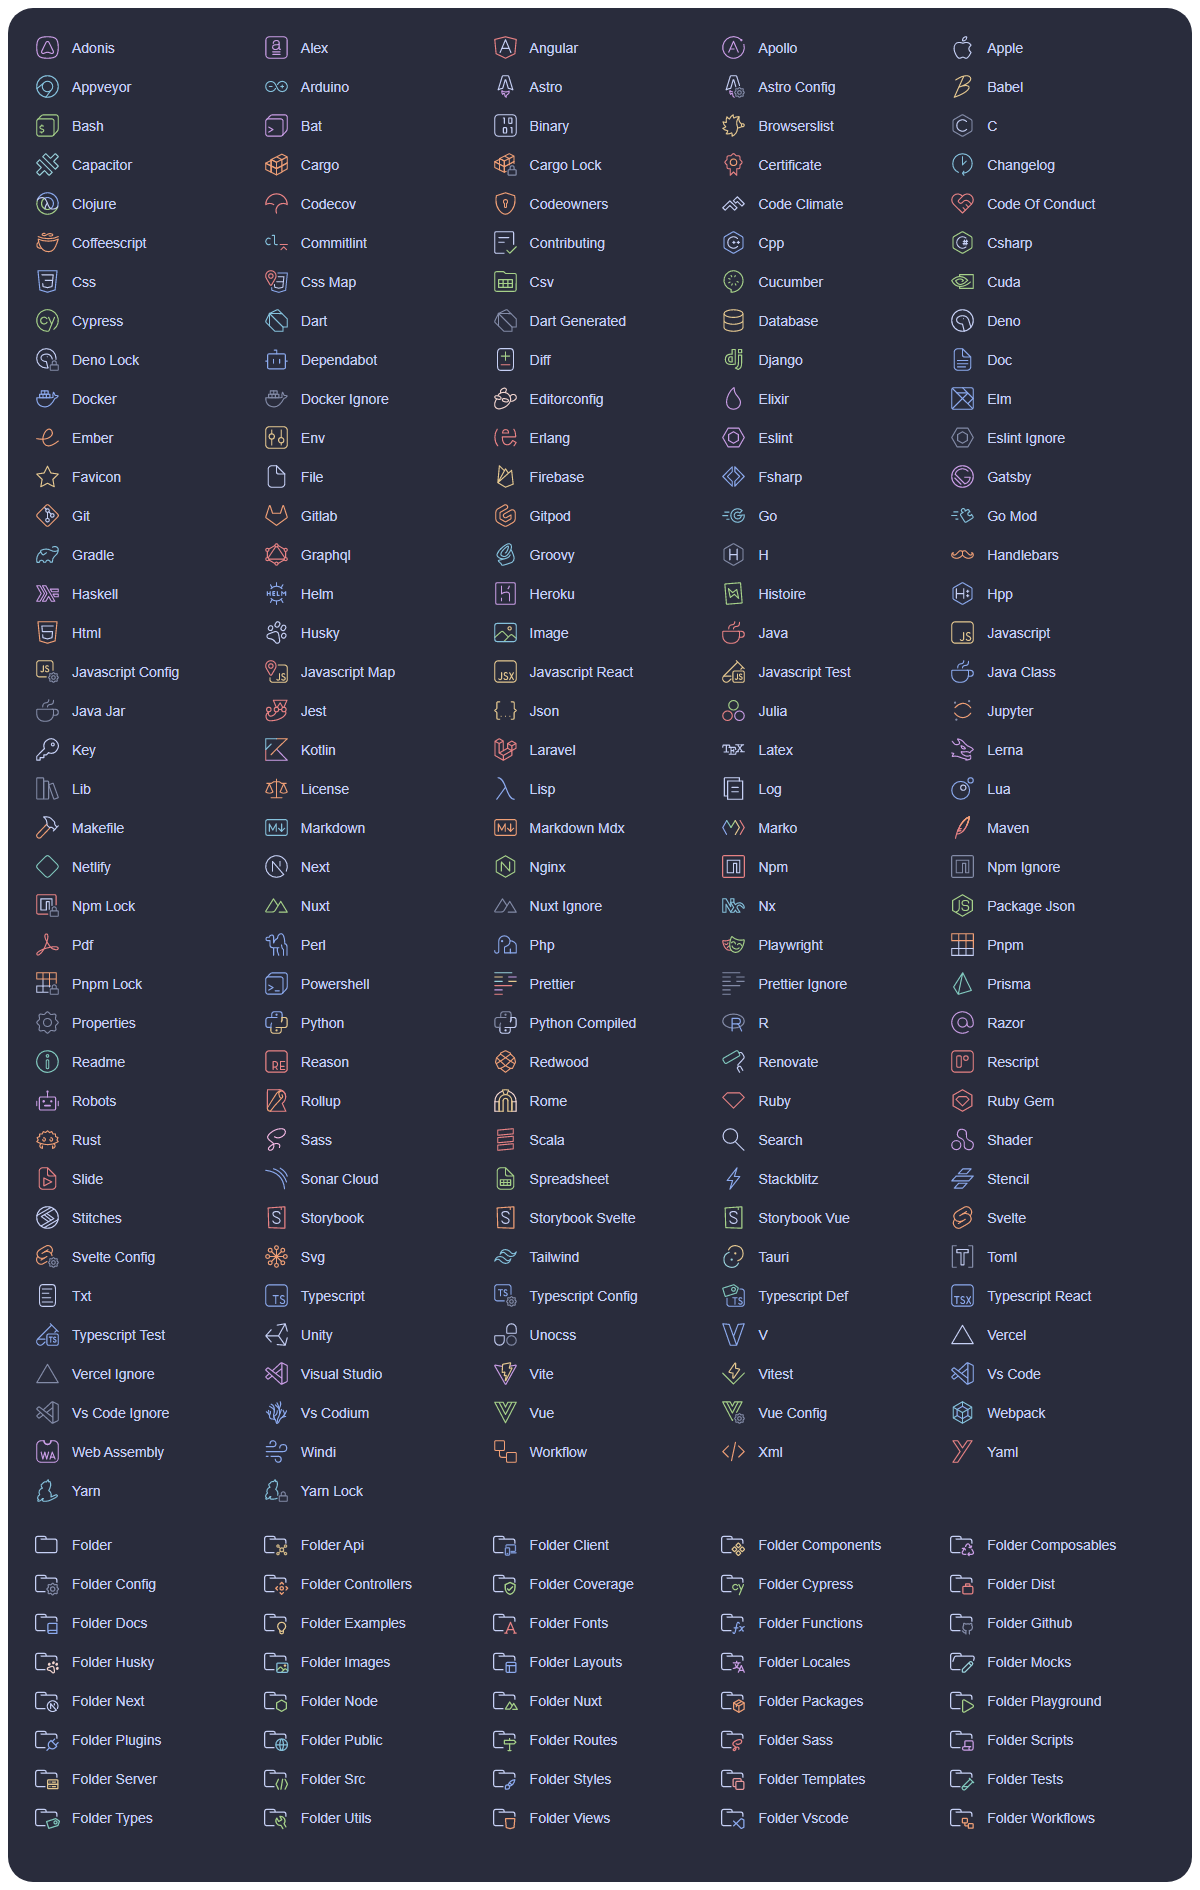 Adonis Alex Angular Apollo Apple
Appveyor Arduino Astro Astro Config Babel
Bash Bat Binary Browserslist C
Capacitor Cargo Cargo Lock Certificate Changelog
Clojure Codecov Codeowners Code Climate Code Of Conduct
Coffeescript Commitlint Contributing Cpp Csharp
Css Css Map Csv Cucumber Cuda
Cypress Dart Dart Generated Database Deno
Deno Lock Dependabot Diff Django Doc
Docker Docker Ignore Editorconfig Elixir Elm
Ember Env Erlang Eslint Eslint Ignore
Favicon File Firebase Fsharp Gatsby
Git Gitlab Gitpod Go Go Mod
Gradle Graphql Groovy H Handlebars
Haskell Helm Heroku Histoire Hpp
Html Husky Image Java Javascript
Javascript Config Javascript Map Javascript React Javascript Test Java Class
Java Jar Jest Json Julia Jupyter
Key Kotlin Laravel Latex Lerna
Lib License Lisp Log Lua
Makefile Markdown Markdown Mdx Marko Maven
Netlify Next Nginx Npm Npm Ignore
Npm Lock Nuxt Nuxt Ignore Nx Package Json
Pdf Perl Php Playwright Pnpm
Pnpm Lock Powershell Prettier Prettier Ignore Prisma
Properties Python Python Compiled R Razor
Readme Reason Redwood Renovate Rescript
Robots Rollup Rome Ruby Ruby Gem
Rust Sass Scala Search Shader
Slide Sonar Cloud Spreadsheet Stackblitz Stencil
Stitches Storybook Storybook Svelte Storybook Vue Svelte
Svelte Config Svg Tailwind Tauri Toml
Txt Typescript Typescript Config Typescript Def Typescript React
Typescript Test Unity Unocss V Vercel
Vercel Ignore Visual Studio Vite Vitest Vs Code
Vs Code Ignore Vs Codium Vue Vue Config Webpack
Web Assembly Windi Workflow Xml Yaml
Yarn Yarn Lock
Folder Folder Api Folder Client Folder Components Folder Composables
Folder Config Folder Controllers Folder Coverage Folder Cypress Folder Dist
Folder Docs Folder Examples Folder Fonts Folder Functions Folder Github
Folder Husky Folder Images Folder Layouts Folder Locales Folder Mocks
Folder Next Folder Node Folder Nuxt Folder Packages Folder Playground
Folder Plugins Folder Public Folder Routes Folder Sass Folder Scripts
Folder Server Folder Src Folder Styles Folder Templates Folder Tests
Folder Types Folder Utils Folder Views Folder Vscode Folder Workflows